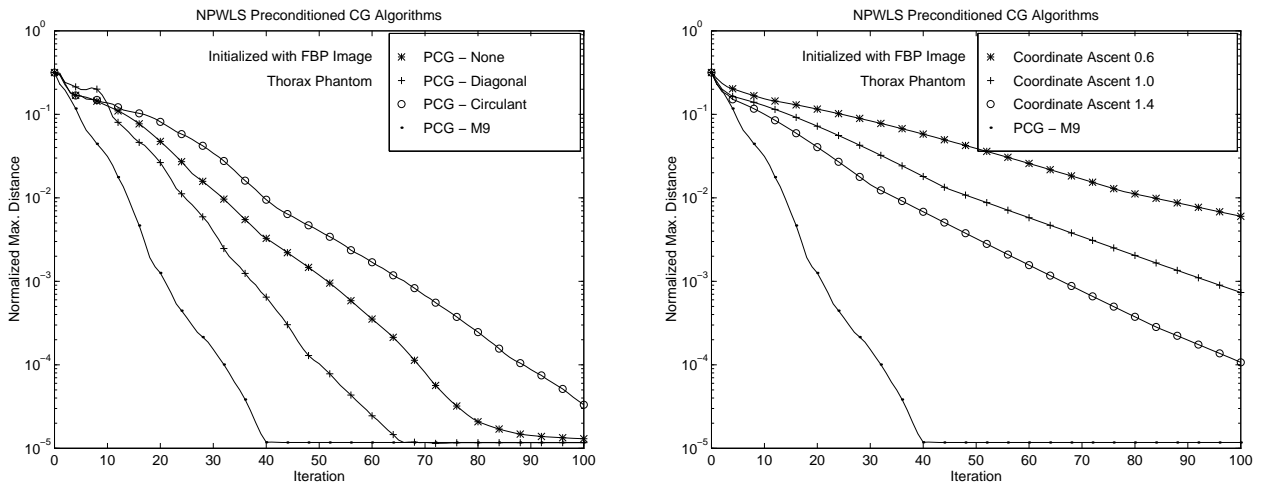 NPWLS Preconditioned CG Algorithms
Initialized with FBP Image
Thorax Phantom
PCG – None
PCG – Diagonal
PCG – Circulant
PCG – M9
Normalized Max. Distance
10^0
10^−1
10^−2
10^−3
10^−4
10^−5
0 10 20 30 40 50 60 70 80 90 100
Iteration
NPWLS Preconditioned CG Algorithms
Initialized with FBP Image
Thorax Phantom
Coordinate Ascent 0.6
Coordinate Ascent 1.0
Coordinate Ascent 1.4
PCG – M9
Normalized Max. Distance
10^0
10^−1
10^−2
10^−3
10^−4
10^−5
0 10 20 30 40 50 60 70 80 90 100
Iteration